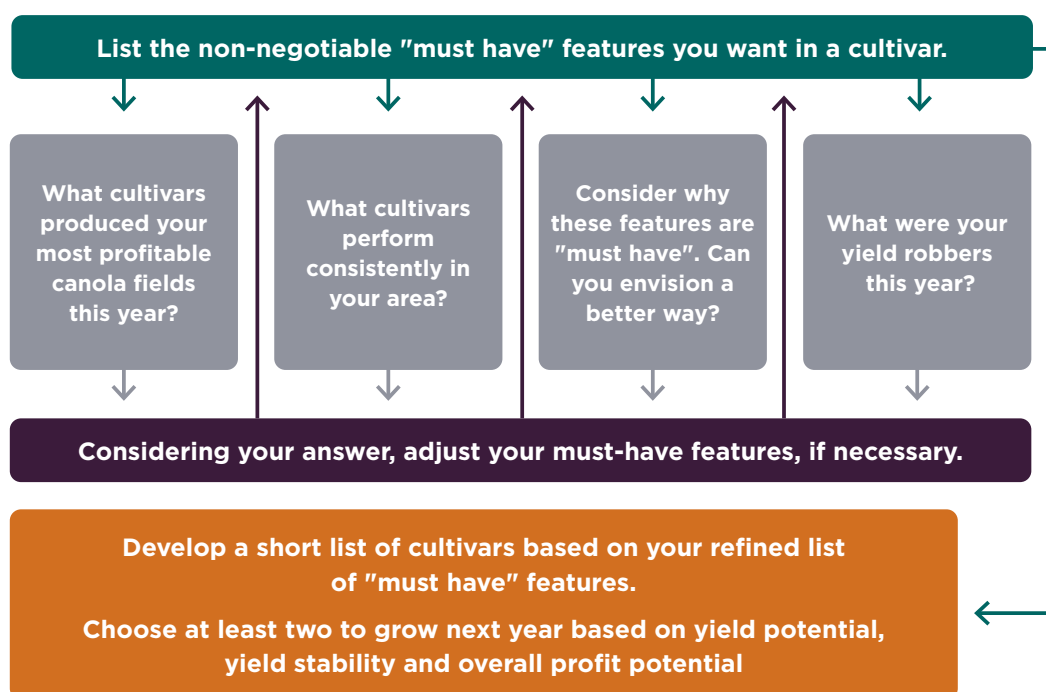 List the non-negotiable "must have" features you want in a cultivar.
What cultivars
produced your
most profitable
canola fields
this year?
What cultivars
perform
consistently in
your area?
Consider why
these features are
"must have". Can
you envision a
better way?
What were your
yield robbers
this year?
Considering your answer, adjust your must-have features, if necessary.
Develop a short list of cultivars based on your refined list
of "must have" features.
Choose at least two to grow next year based on yield potential,
yield stability and overall profit potential